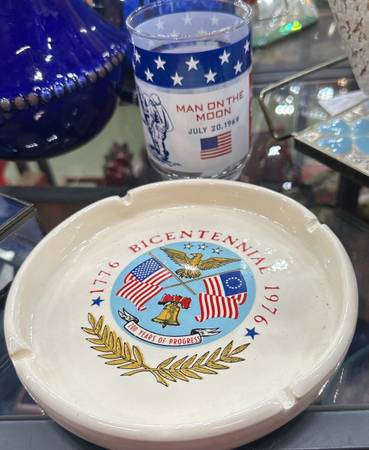 MAN ON THE
MOON
JULY 20, 1969
1776 BICENTENNIAL 1976
200 YEARS OF PROGRESS